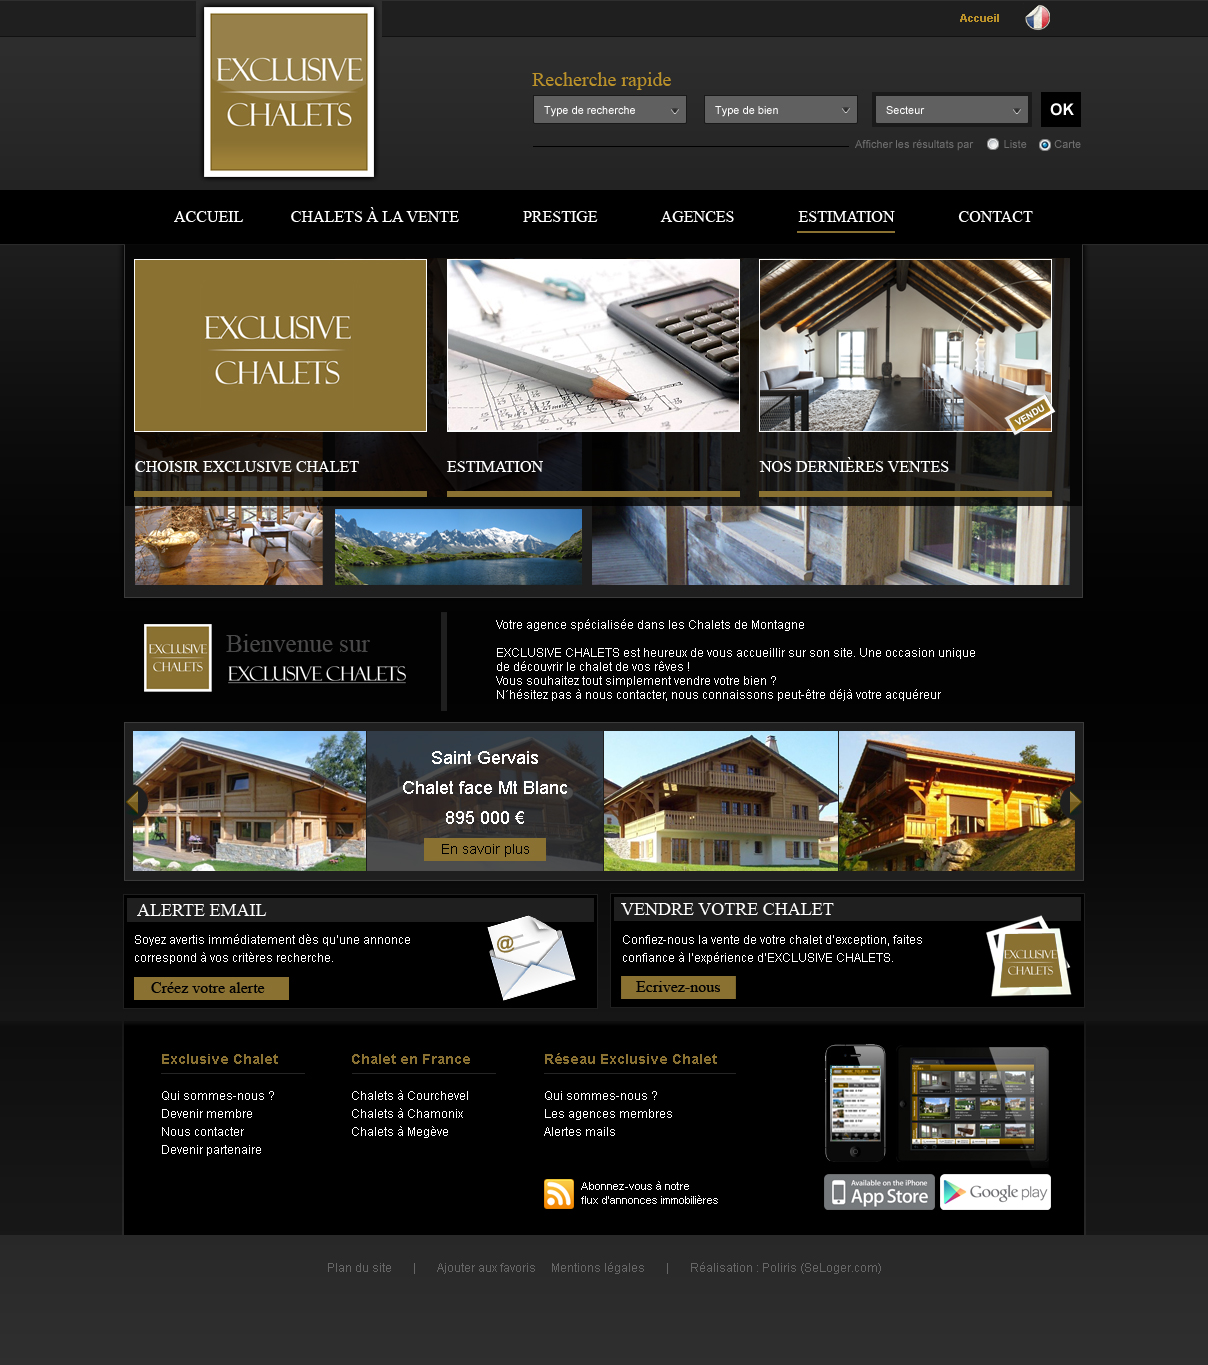 Accueil
EXCLUSIVE
CHALETS
Recherche rapide
Type de recherche
Type de bien
Secteur
OK
Afficher les résultats par
Liste
Carte
ACCUEIL
CHALETS À LA VENTE
PRESTIGE
AGENCES
ESTIMATION
CONTACT
EXCLUSIVE
CHALETS
VENDU
CHOISIR EXCLUSIVE CHALET
ESTIMATION
NOS DERNIÈRES VENTES
EXCLUSIVE
CHALETS
Bienvenue sur
EXCLUSIVE CHALETS
Votre agence spécialisée dans les Chalets de Montagne
EXCLUSIVE CHALETS est heureux de vous accueillir sur son site. Une occasion unique
de découvrir le chalet de vos rêves !
Vous souhaitez tout simplement vendre votre bien ?
N´hésitez pas à nous contacter, nous connaissons peut-être déjà votre acquéreur
Saint Gervais
Chalet face Mt Blanc
895 000 €
En savoir plus
ALERTE EMAIL
Soyez avertis immédiatement dès qu'une annonce
correspond à vos critères recherche.
Créez votre alerte
@
VENDRE VOTRE CHALET
Confiez-nous la vente de votre chalet d'exception, faites
confiance à l'expérience d'EXCLUSIVE CHALETS.
Ecrivez-nous
EXCLUSIVE
CHALETS
Exclusive Chalet
Qui sommes-nous ?
Devenir membre
Nous contacter
Devenir partenaire
Chalet en France
Chalets à Courchevel
Chalets à Chamonix
Chalets à Megève
Réseau Exclusive Chalet
Qui sommes-nous ?
Les agences membres
Alertes mails
Abonnez-vous à notre
flux d'annonces immobilières
Available on the iPhone
App Store
Google play
Plan du site | Ajouter aux favoris Mentions légales | Réalisation : Poliris (SeLoger.com)